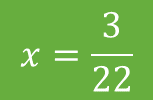 x = 3/22